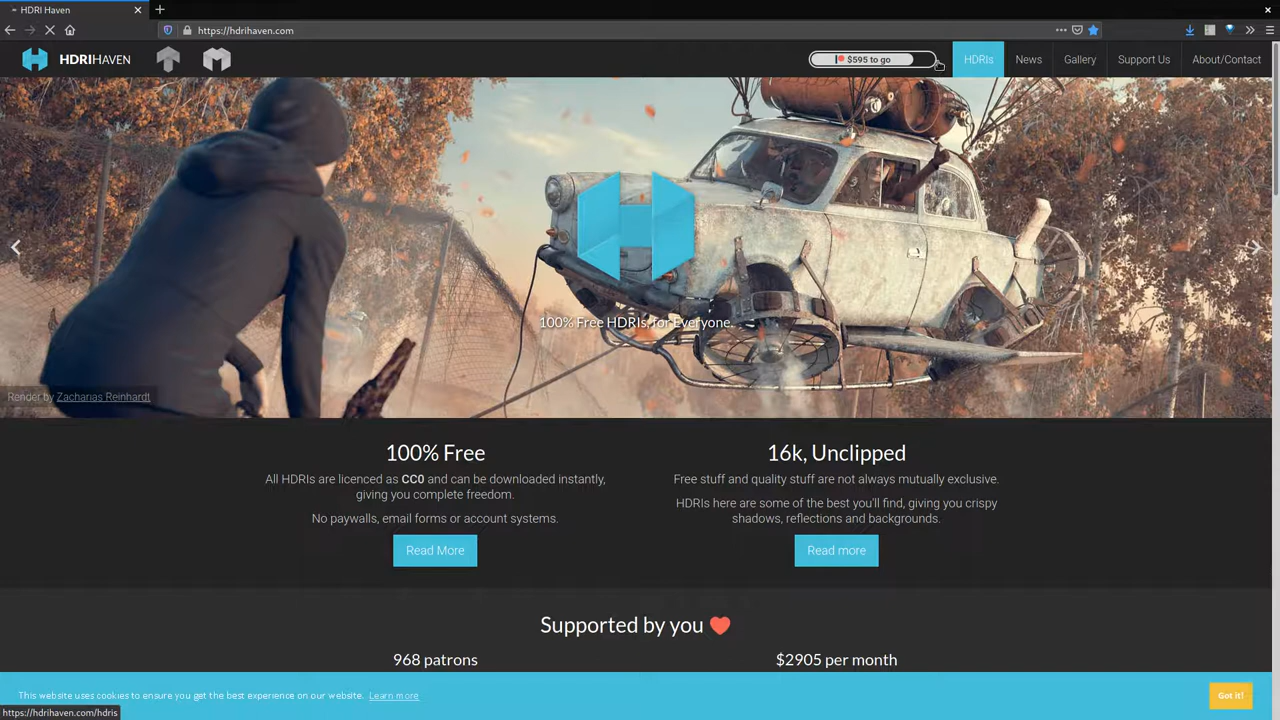 HDRI Haven
https://hdrihaven.com
HDRIHAVEN
$595 to go
HDRIs
News
Gallery
Support Us
About/Contact
100% Free HDRIs, for Everyone.
Render by Zacharias Reinhardt
100% Free
All HDRIs are licenced as CC0 and can be downloaded instantly,
giving you complete freedom.
No paywalls, email forms or account systems.
Read More
16k, Unclipped
Free stuff and quality stuff are not always mutually exclusive.
HDRIs here are some of the best you'll find, giving you crispy
shadows, reflections and backgrounds.
Read more
Supported by you
968 patrons
$2905 per month
This website uses cookies to ensure you get the best experience on our website. Learn more
Got it!
https://hdrihaven.com/hdris